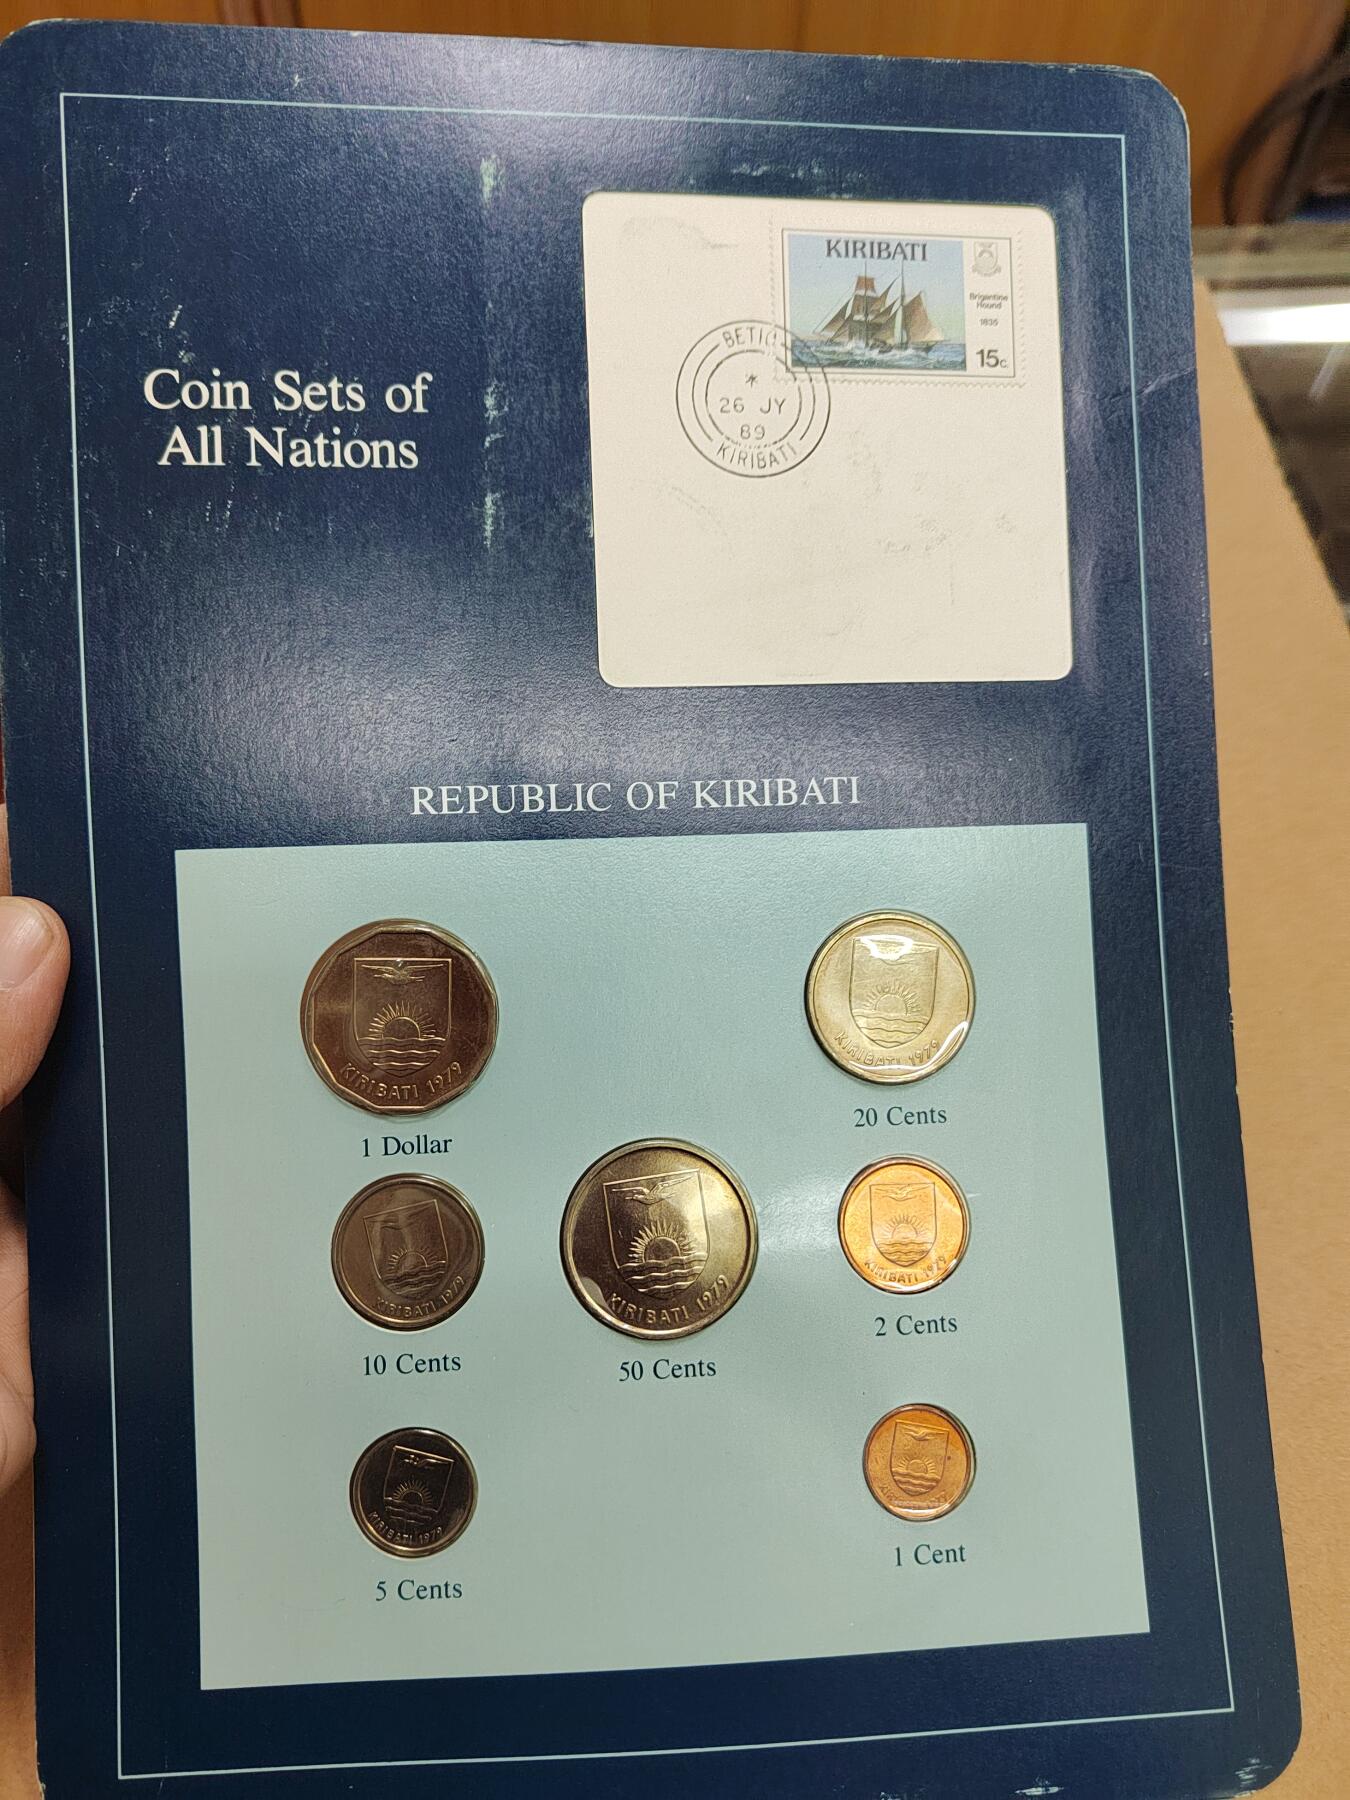 Coin Sets of
All Nations
KIRIBATI
Brigantine
Hound
1835
15c.
BETIO
26 JY
89
KIRIBATI
REPUBLIC OF KIRIBATI
KIRIBATI 1979
1 Dollar
KIRIBATI 1979
20 Cents
KIRIBATI 1979
10 Cents
KIRIBATI 1979
50 Cents
KIRIBATI 1979
2 Cents
KIRIBATI 1979
5 Cents
1 Cent